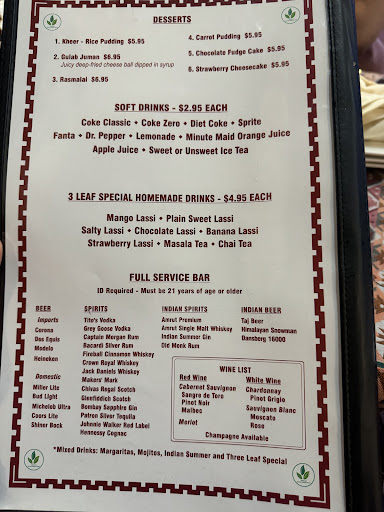 DESSERTS
1. Kheer - Rice Pudding $5.95
2. Gulab Juman $6.95
Juicy deep-fried cheese ball dipped in syrup
3. Rasmalai $6.95
4. Carrot Pudding $5.95
5. Chocolate Fudge Cake $5.95
6. Strawberry Cheesecake $5.95
SOFT DRINKS - $2.95 EACH
Coke Classic • Coke Zero • Diet Coke • Sprite
Fanta • Dr. Pepper • Lemonade • Minute Maid Orange Juice
Apple Juice • Sweet or Unsweet Ice Tea
3 LEAF SPECIAL HOMEMADE DRINKS - $4.95 EACH
Mango Lassi • Plain Sweet Lassi
Salty Lassi • Chocolate Lassi • Banana Lassi
Strawberry Lassi • Masala Tea • Chai Tea
FULL SERVICE BAR
ID Required - Must be 21 years of age or older
BEER
Imports
Corona
Dos Equis
Modelo
Heineken
Domestic
Miller Lite
Bud Light
Michelob Ultra
Coors Lite
Shiner Bock
SPIRITS
Tito's Vodka
Grey Goose Vodka
Captain Morgan Rum
Bacardi Silver Rum
Fireball Cinnamon Whiskey
Crown Royal Whiskey
Jack Daniels Whiskey
Makers' Mark
Chivas Regal Scotch
Glenfiddich Scotch
Bombay Sapphire Gin
Patron Silver Tequila
Johnnie Walker Red Label
Hennessy Cognac
INDIAN SPIRITS
Amrut Premium
Amrut Single Malt Whiskey
Indian Summer Gin
Old Monk Rum
INDIAN BEER
Taj Beer
Himalayan Snowman
Dansborg 16000
WINE LIST
Red Wine
Cabernet Sauvignon
Sangre de Toro
Pinot Noir
Malbec
Merlot
White Wine
Chardonnay
Pinot Grigio
Sauvignon Blanc
Moscato
Rose
Champagne Available
*Mixed Drinks: Margaritas, Mojitos, Indian Summer and Three Leaf Special